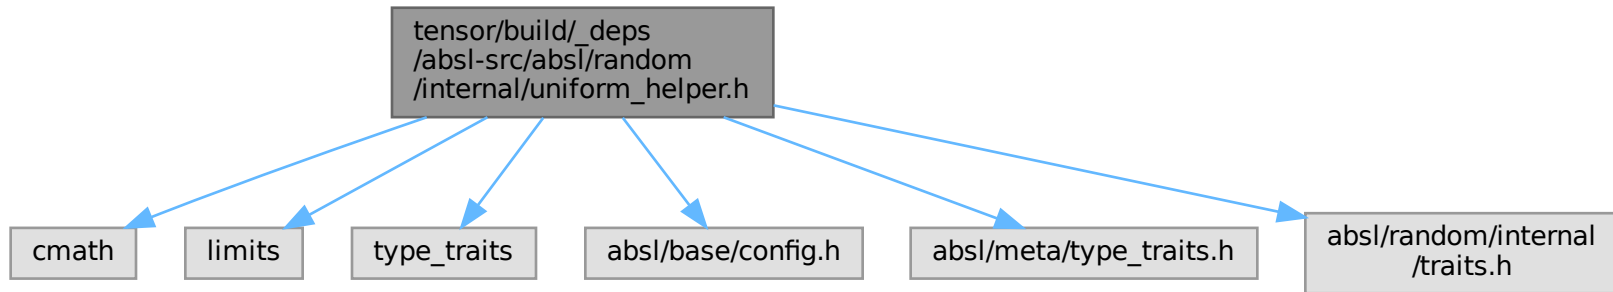 tensor/build/_deps
/absl-src/absl/random
/internal/uniform_helper.h
cmath
limits
type_traits
absl/base/config.h
absl/meta/type_traits.h
absl/random/internal
/traits.h